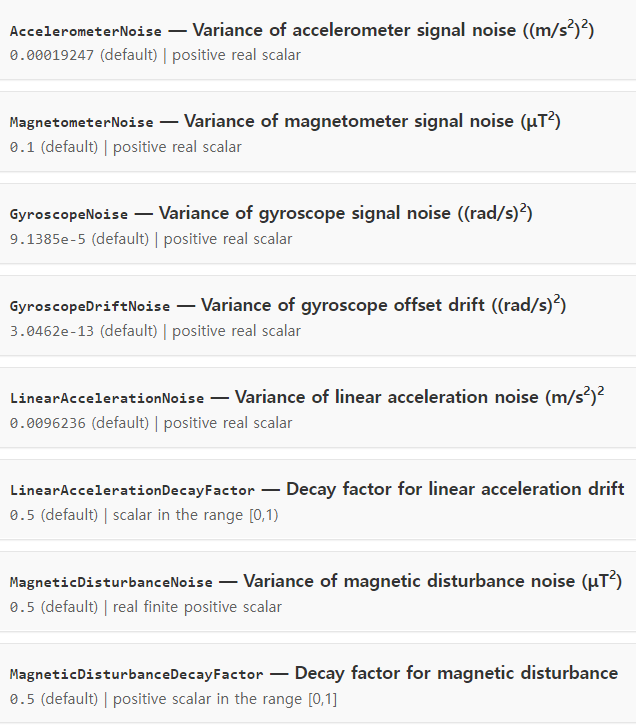 AccelerometerNoise — Variance of accelerometer signal noise ((m/s²)²)
0.00019247 (default) | positive real scalar
MagnetometerNoise — Variance of magnetometer signal noise (μT²)
0.1 (default) | positive real scalar
GyroscopeNoise — Variance of gyroscope signal noise ((rad/s)²)
9.1385e-5 (default) | positive real scalar
GyroscopeDriftNoise — Variance of gyroscope offset drift ((rad/s)²)
3.0462e-13 (default) | positive real scalar
LinearAccelerationNoise — Variance of linear acceleration noise (m/s²)²
0.0096236 (default) | positive real scalar
LinearAccelerationDecayFactor — Decay factor for linear acceleration drift
0.5 (default) | scalar in the range [0,1)
MagneticDisturbanceNoise — Variance of magnetic disturbance noise (μT²)
0.5 (default) | real finite positive scalar
MagneticDisturbanceDecayFactor — Decay factor for magnetic disturbance
0.5 (default) | positive scalar in the range [0,1]